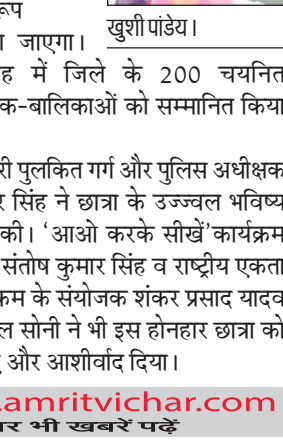 रूप
खुशी पांडेय।
जाएगा।
में जिले के 200 चयनित
क-बालिकाओं को सम्मानित किया
री पुलकित गर्ग और पुलिस अधीक्षक
सिंह ने छात्रा के उज्ज्वल भविष्य
की। ‘आओ करके सीखें’कार्यक्रम
संतोष कुमार सिंह व राष्ट्रीय एकता
क्रम के संयोजक शंकर प्रसाद यादव
ल सोनी ने भी इस होनहार छात्रा को
और आशीर्वाद दिया।
.amritvichar.com
पर भी खबरें पढ़ें